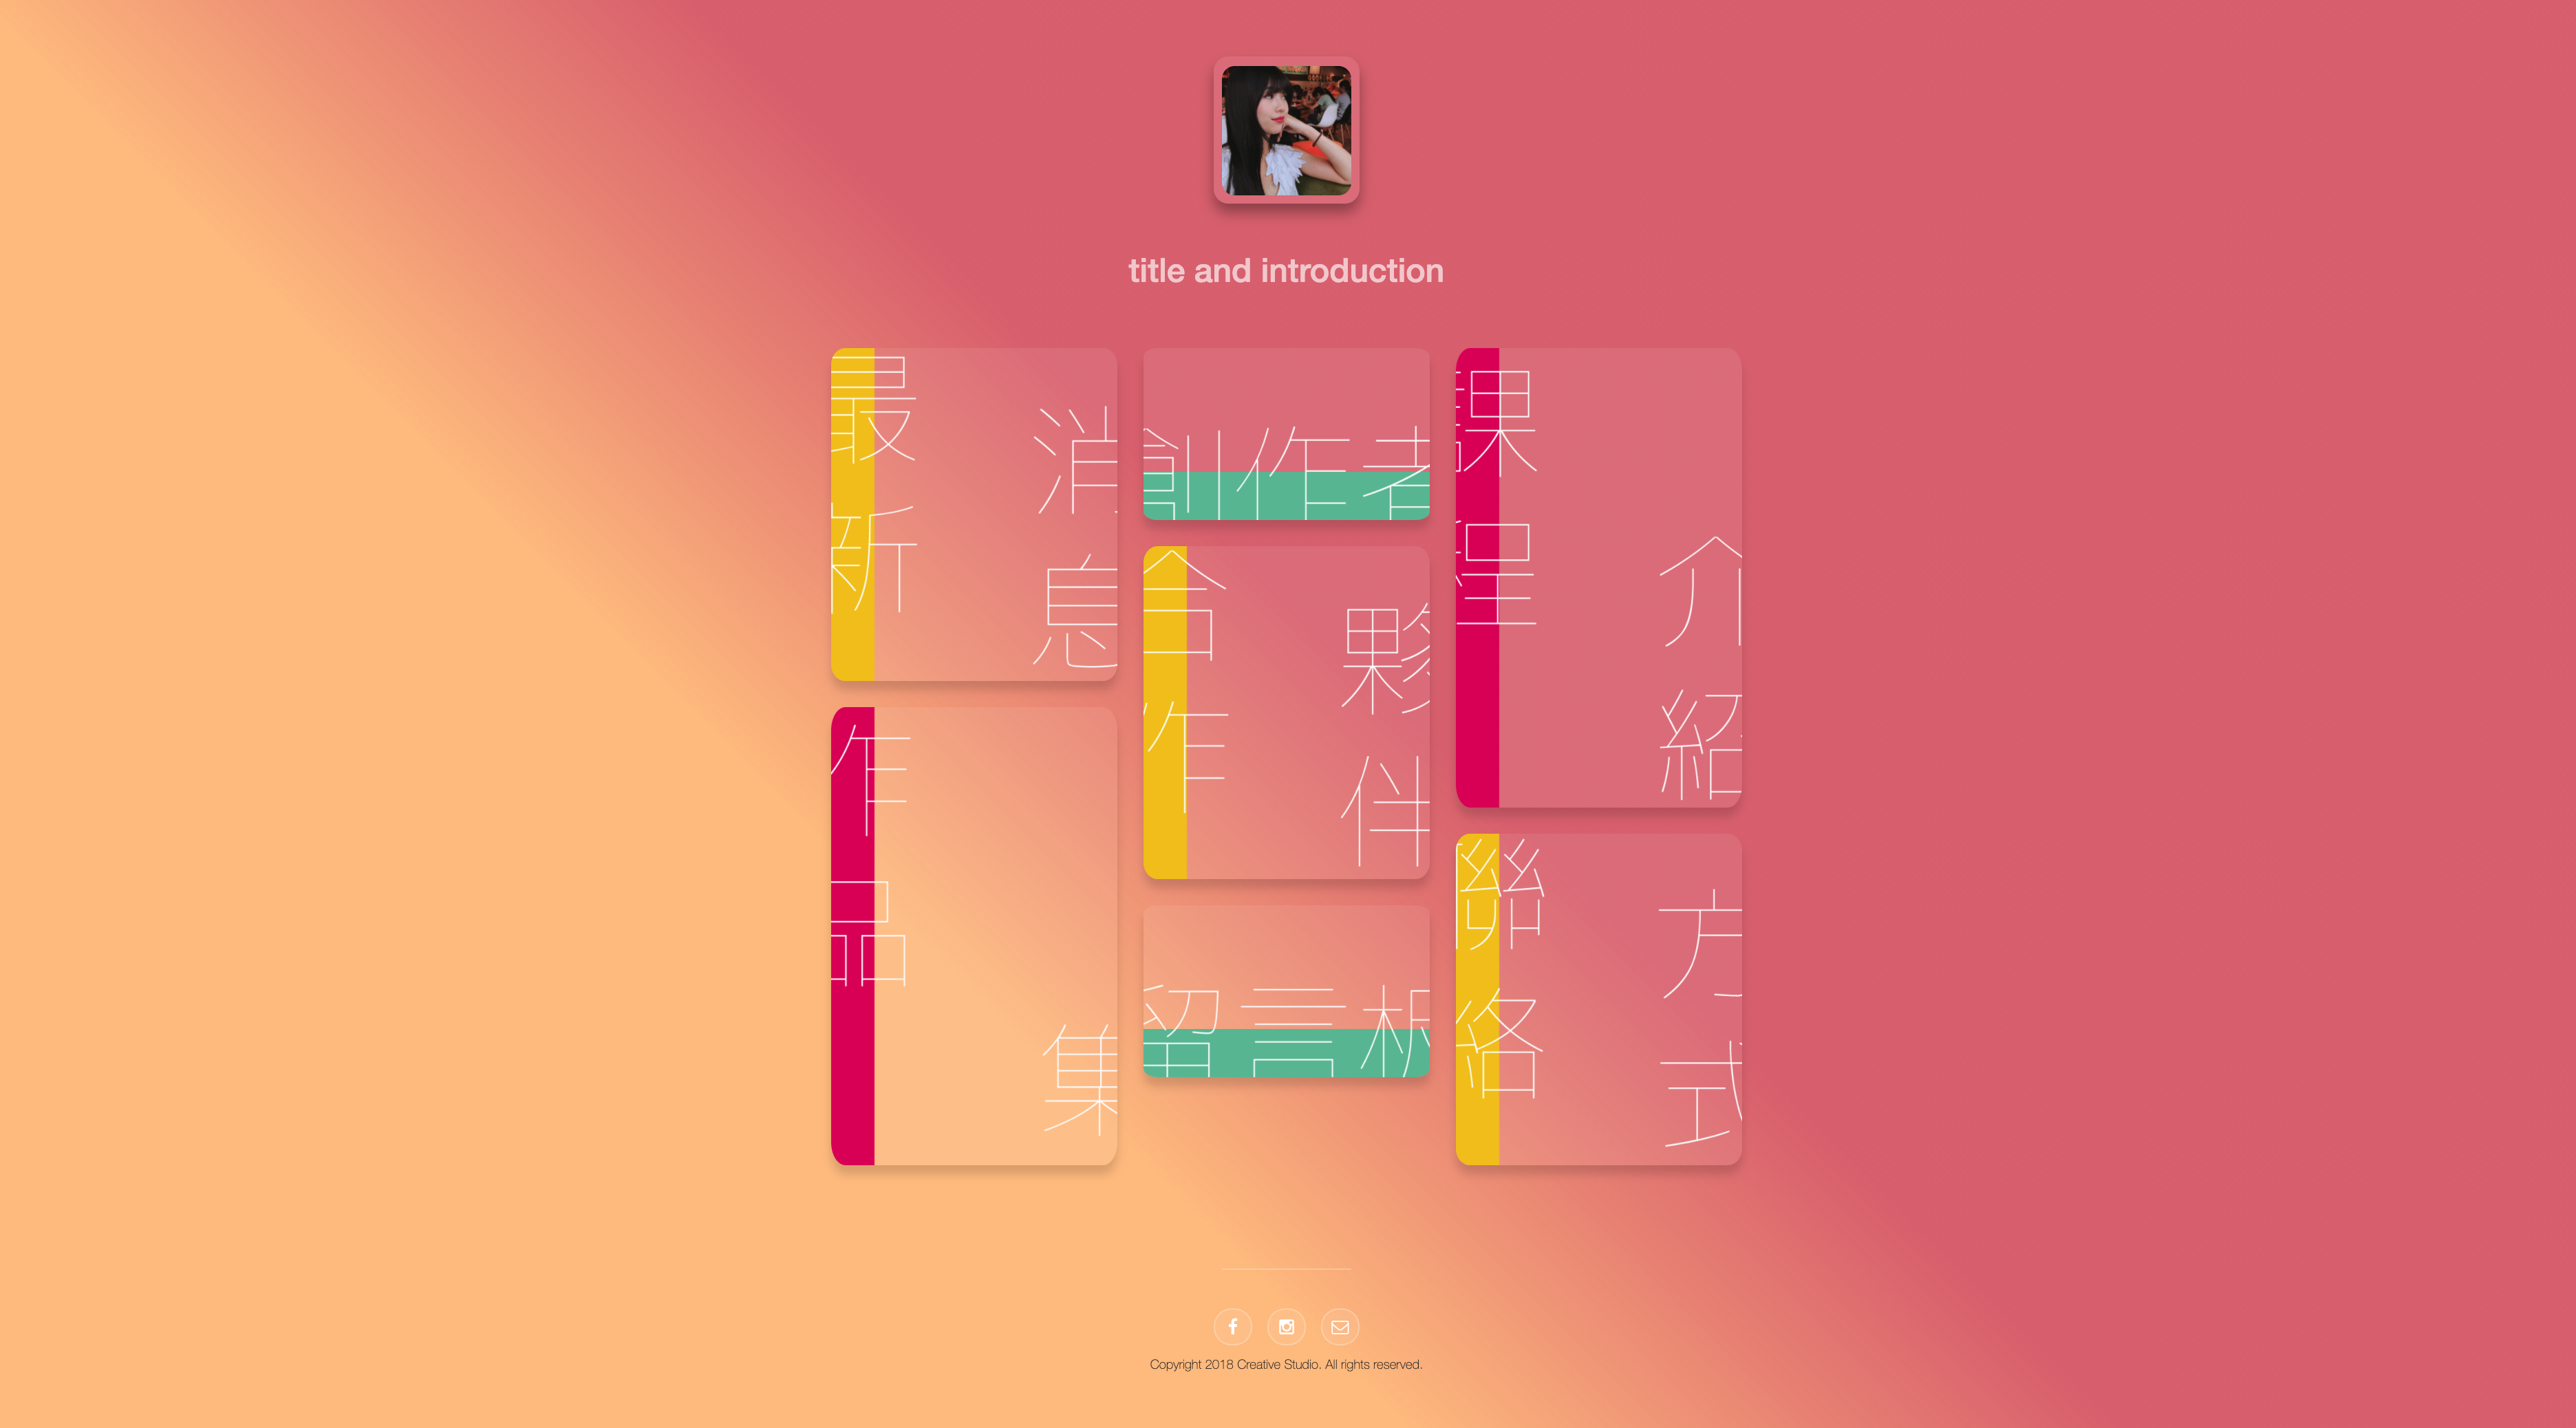 title and introduction
最新
消息
創作者
課程
介紹
合作
夥伴
作品
集
聯絡
方式
留言板
Copyright 2018 Creative Studio. All rights reserved.